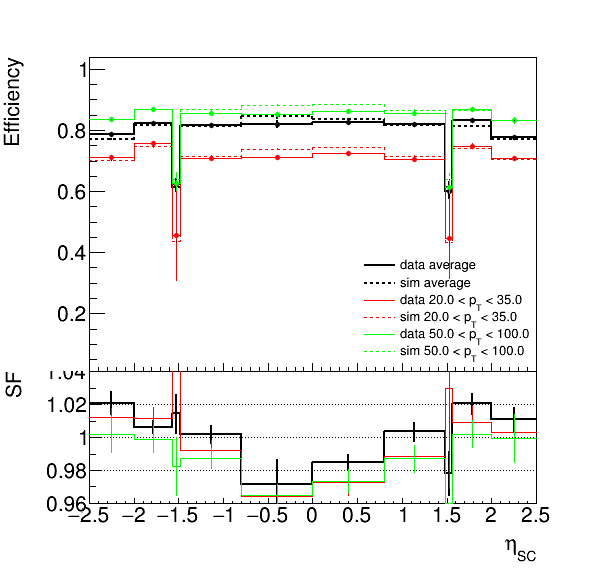 Efficiency
1
0.8
0.6
0.4
0.2
data average
sim average
data 20.0 < p_T < 35.0
sim 20.0 < p_T < 35.0
data 50.0 < p_T < 100.0
sim 50.0 < p_T < 100.0
SF
1.04
1.02
1
0.98
0.96
−2.5 −2 −1.5 −1 −0.5 0 0.5 1 1.5 2 2.5
η_SC